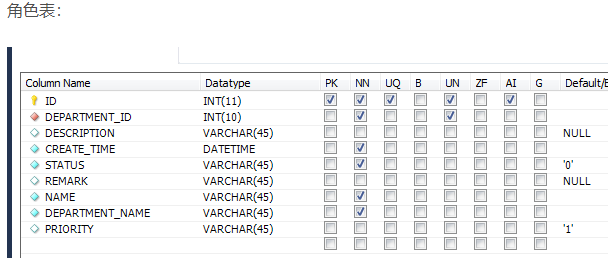 角色表:
Column Name Datatype PK NN UQ B UN ZF AI G Default/E
ID INT(11)
DEPARTMENT_ID INT(10)
DESCRIPTION VARCHAR(45) NULL
CREATE_TIME DATETIME
STATUS VARCHAR(45) '0'
REMARK VARCHAR(45) NULL
NAME VARCHAR(45)
DEPARTMENT_NAME VARCHAR(45)
PRIORITY VARCHAR(45) '1'